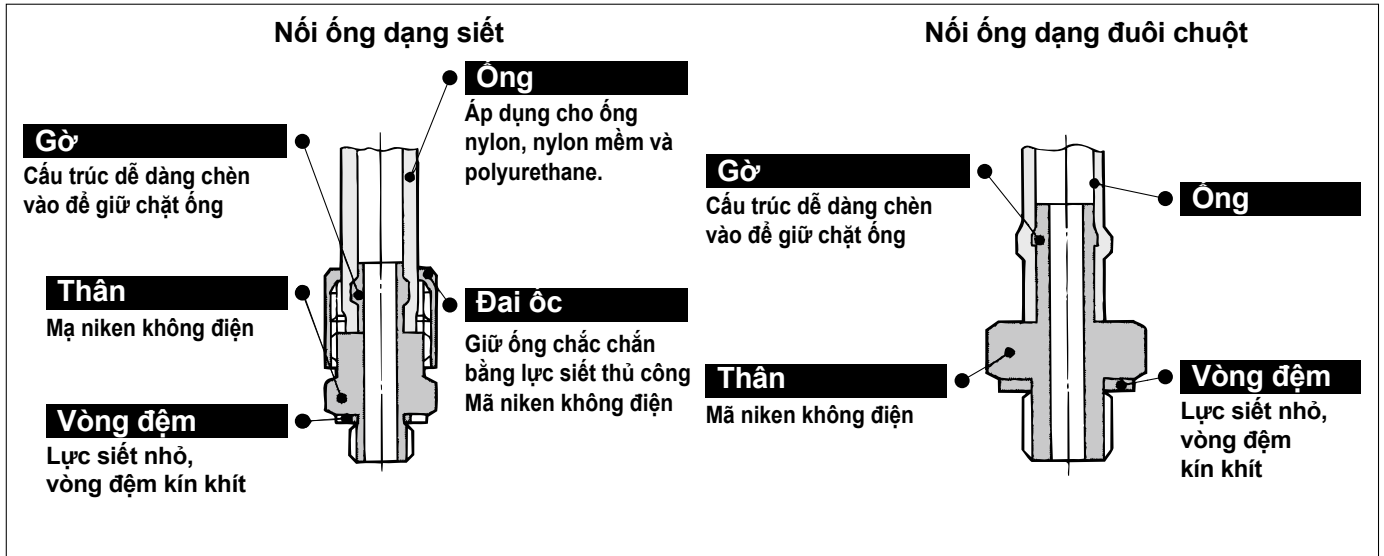 Nối ống dạng siết
Ống
Áp dụng cho ống
nylon, nylon mềm và
polyurethane.
Gờ
Cấu trúc dễ dàng chèn
vào để giữ chặt ống
Thân
Mạ niken không điện
Đai ốc
Giữ ống chắc chắn
bằng lực siết thủ công
Mã niken không điện
Vòng đệm
Lực siết nhỏ,
vòng đệm kín khít
Nối ống dạng đuôi chuột
Gờ
Cấu trúc dễ dàng chèn
vào để giữ chặt ống
Ống
Thân
Mã niken không điện
Vòng đệm
Lực siết nhỏ,
vòng đệm
kín khít